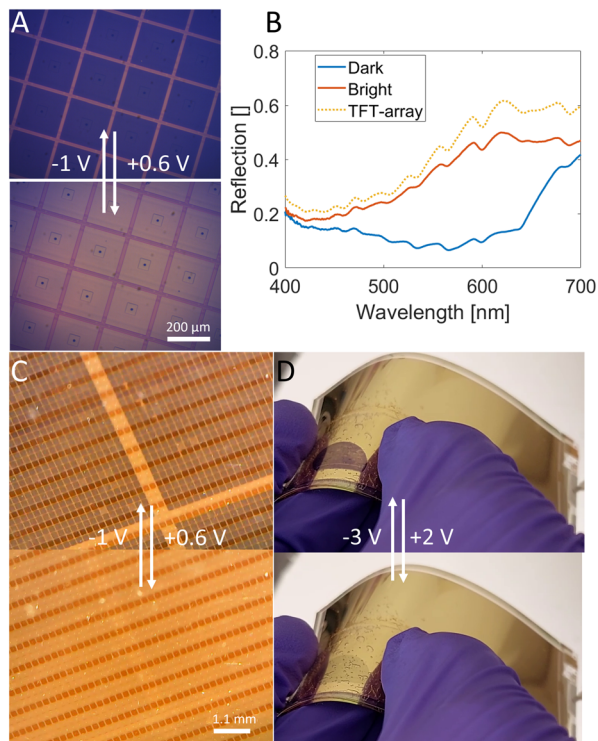 A
-1 V
+0.6 V
200 µm
B
Dark
Bright
TFT-array
0.8
0.6
0.4
0.2
0
Reflection []
400
500
600
700
Wavelength [nm]
C
-1 V
+0.6 V
1.1 mm
D
-3 V
+2 V